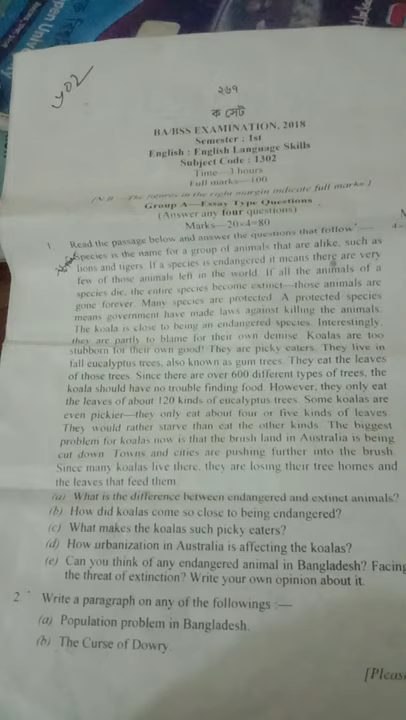 ২৬৭
ক সেট
BA/BSS EXAMINATION, 2018
Semester : 1st
English : English Language Skills
Subject Code : 1302
Time—3 hours
Full marks—100
[N.B.—The figures in the right margin indicate full marks.]
Group A—Essay Type Questions
(Answer any four questions)
Marks—20×4=80
1. Read the passage below and answer the questions that follow :—
Species is the name for a group of animals that are alike, such as
lions and tigers. If a species is endangered it means there are very
few of those animals left in the world. If all the animals of a
species die, the entire species become extinct—those animals are
gone forever. Many species are protected. A protected species
means government have made laws against killing the animals.
The koala is close to being an endangered species. Interestingly,
they are partly to blame for their own demise. Koalas are too
stubborn for their own good! They are picky eaters. They live in
fall eucalyptus trees, also known as gum trees. They eat the leaves
of those trees. Since there are over 600 different types of trees, the
koala should have no trouble finding food. However, they only eat
the leaves of about 120 kinds of eucalyptus trees. Some koalas are
even pickier—they only eat about four or five kinds of leaves.
They would rather starve than eat the other kinds. The biggest
problem for koalas now is that the brush land in Australia is being
cut down. Towns and cities are pushing further into the brush.
Since many koalas live there, they are losing their tree homes and
the leaves that feed them.
(a) What is the difference between endangered and extinct animals?
(b) How did koalas come so close to being endangered?
(c) What makes the koalas such picky eaters?
(d) How urbanization in Australia is affecting the koalas?
(e) Can you think of any endangered animal in Bangladesh? Facing
the threat of extinction? Write your own opinion about it.
2. Write a paragraph on any of the followings :—
(a) Population problem in Bangladesh.
(b) The Curse of Dowry.
[Please